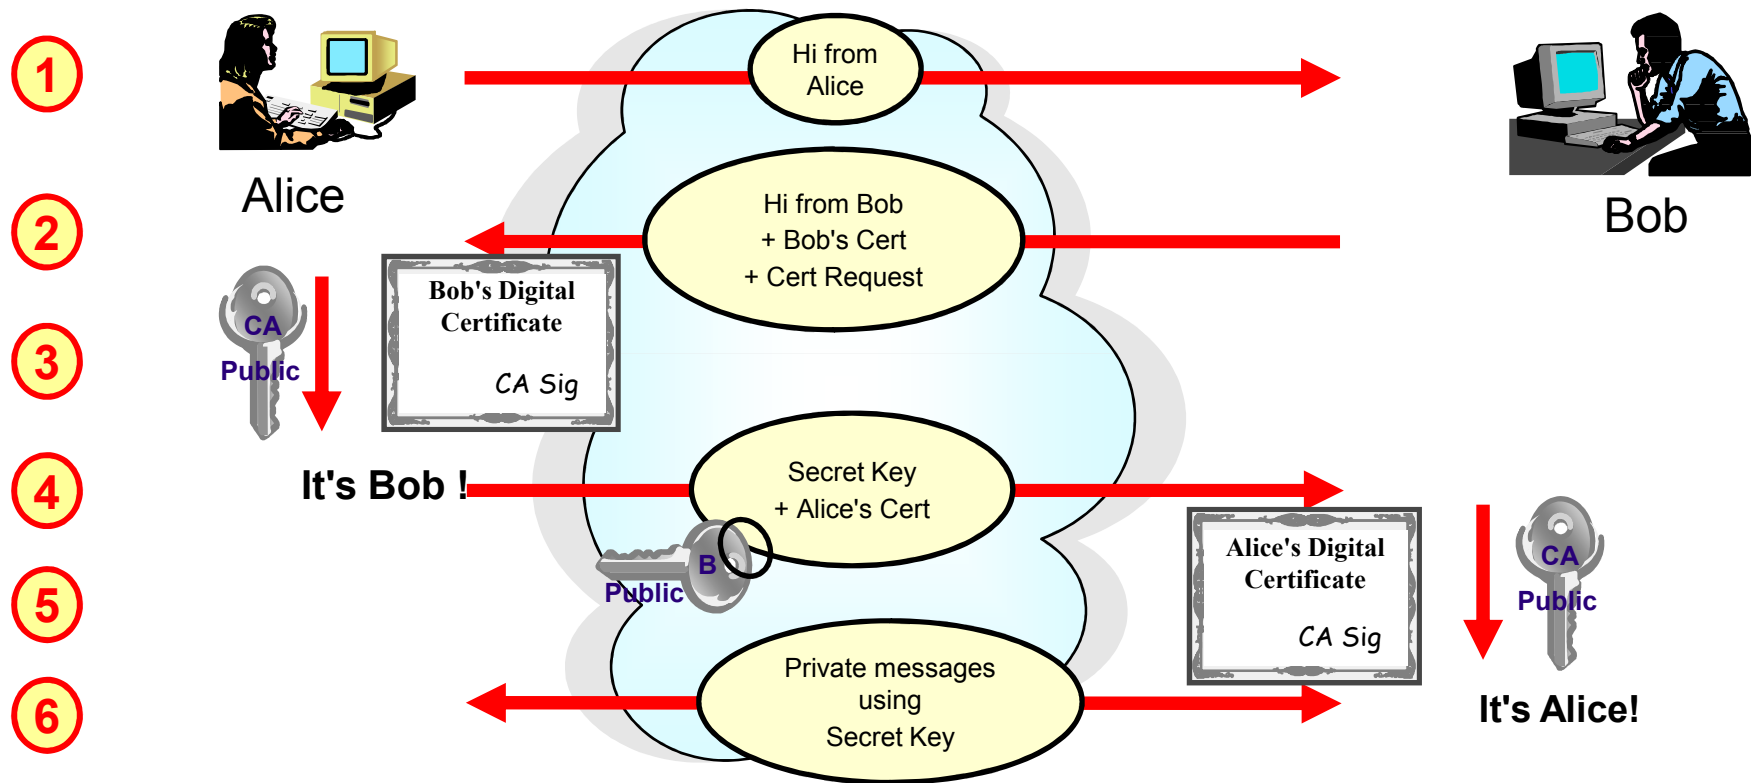 1
Hi from
Alice
Alice
Bob
2
Hi from Bob
+ Bob's Cert
+ Cert Request
3
CA
Public
Bob's Digital
Certificate
CA Sig
4
It's Bob !
Secret Key
+ Alice's Cert
B
Public
5
Alice's Digital
Certificate
CA Sig
CA
Public
6
Private messages
using
Secret Key
It's Alice!